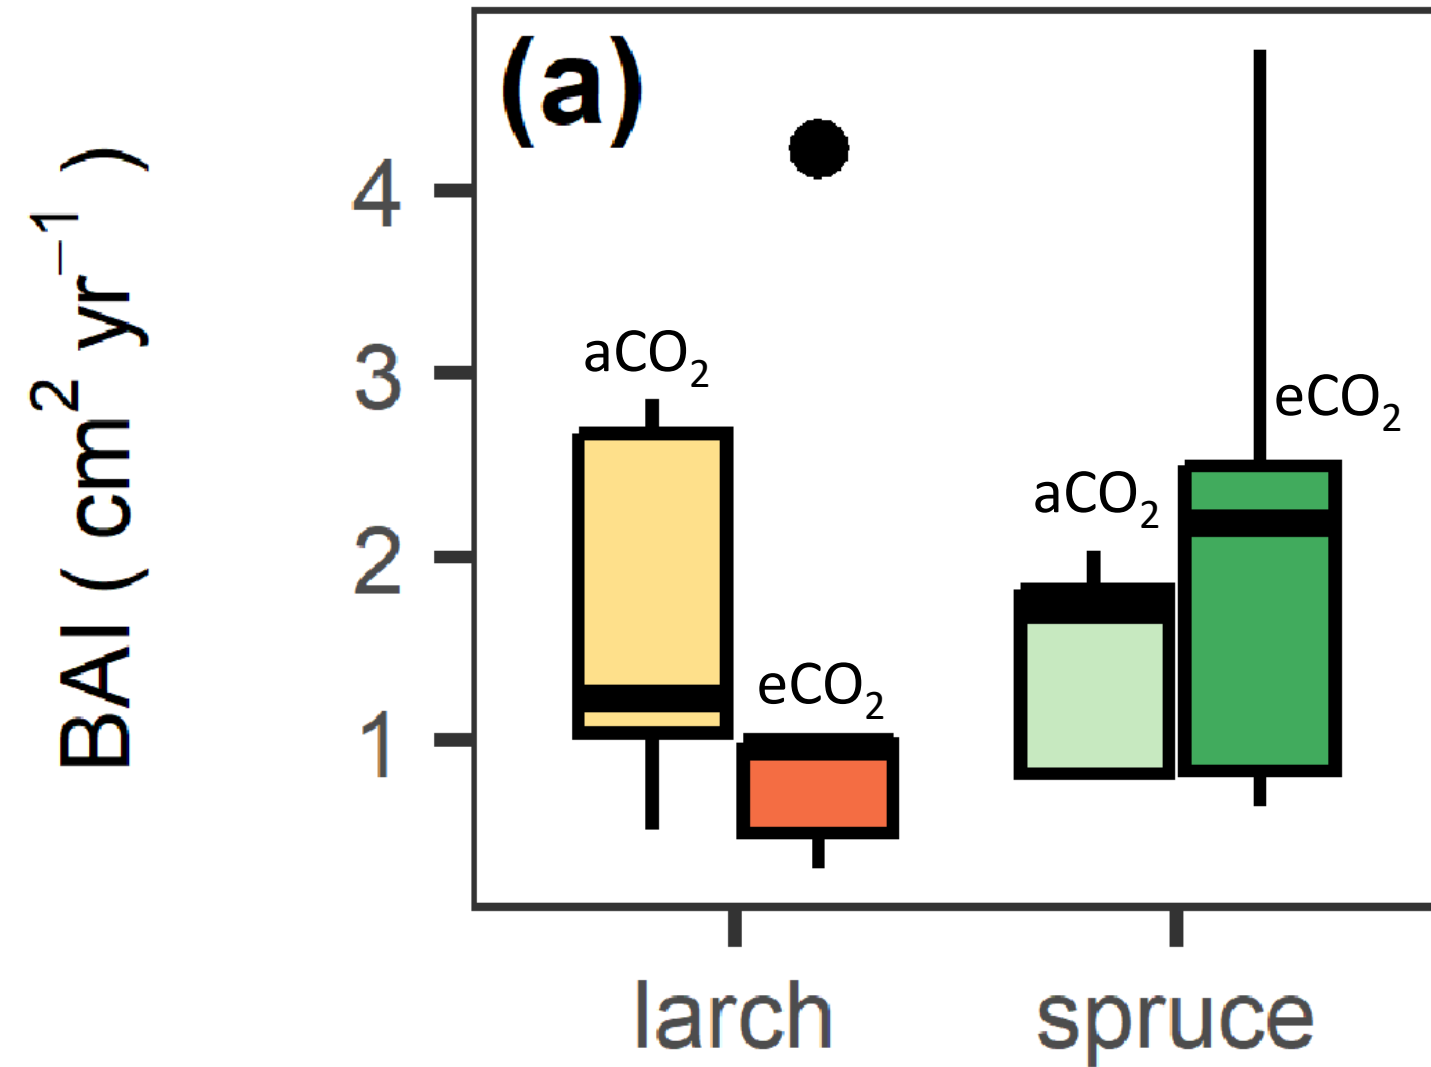 (a)
BAI ( cm² yr⁻¹ )
4
3
2
1
aCO₂
eCO₂
aCO₂
eCO₂
larch
spruce